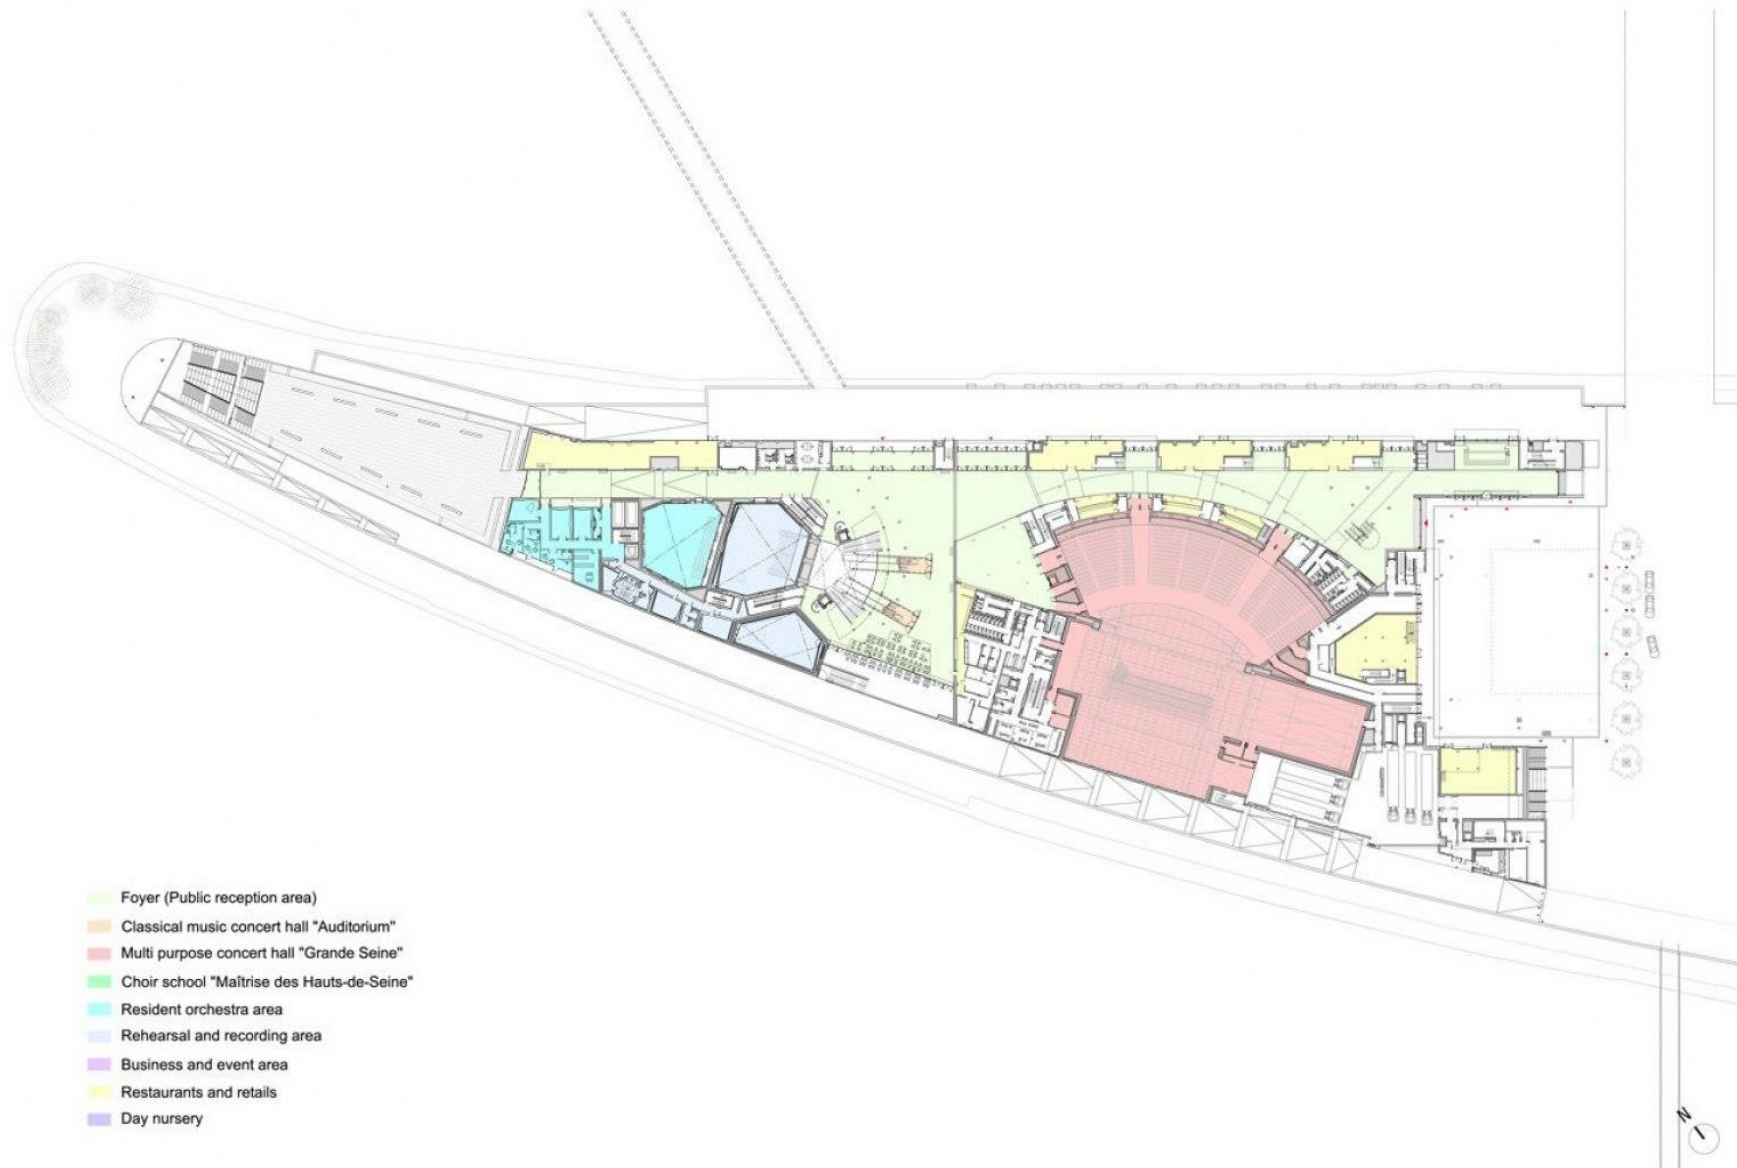 Foyer (Public reception area)
Classical music concert hall "Auditorium"
Multi purpose concert hall "Grande Seine"
Choir school "Maîtrise des Hauts-de-Seine"
Resident orchestra area
Rehearsal and recording area
Business and event area
Restaurants and retails
Day nursery
N